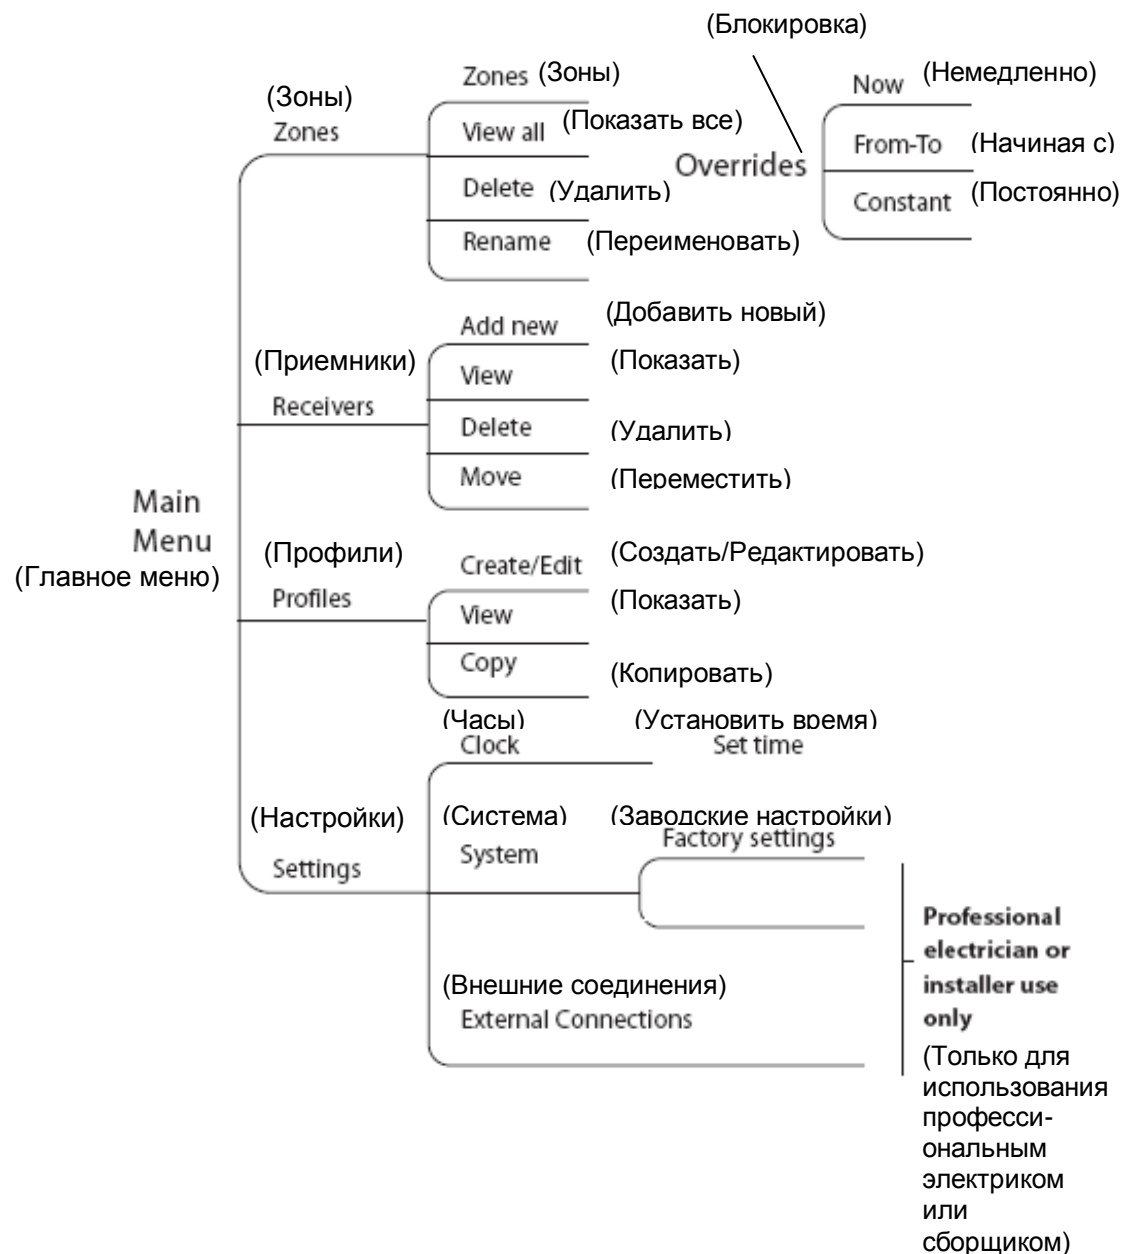 (Блокировка)
Zones (Зоны)
Now (Немедленно)
(Зоны)
Zones
View all (Показать все)
Overrides
From-To (Начиная с)
Delete (Удалить)
Constant (Постоянно)
Rename (Переименовать)
Add new (Добавить новый)
(Приемники)
View (Показать)
Receivers
Delete (Удалить)
Move (Переместить)
Main
Menu
(Главное меню)
(Профили)
Create/Edit (Создать/Редактировать)
Profiles
View (Показать)
Copy (Копировать)
(Часы) (Установить время)
Clock Set time
(Настройки) (Система) (Заводские настройки)
Settings System Factory settings
Professional
electrician or
installer use
only
(Внешние соединения)
External Connections
(Только для
использования
професси-
ональным
электриком
или
сборщиком)